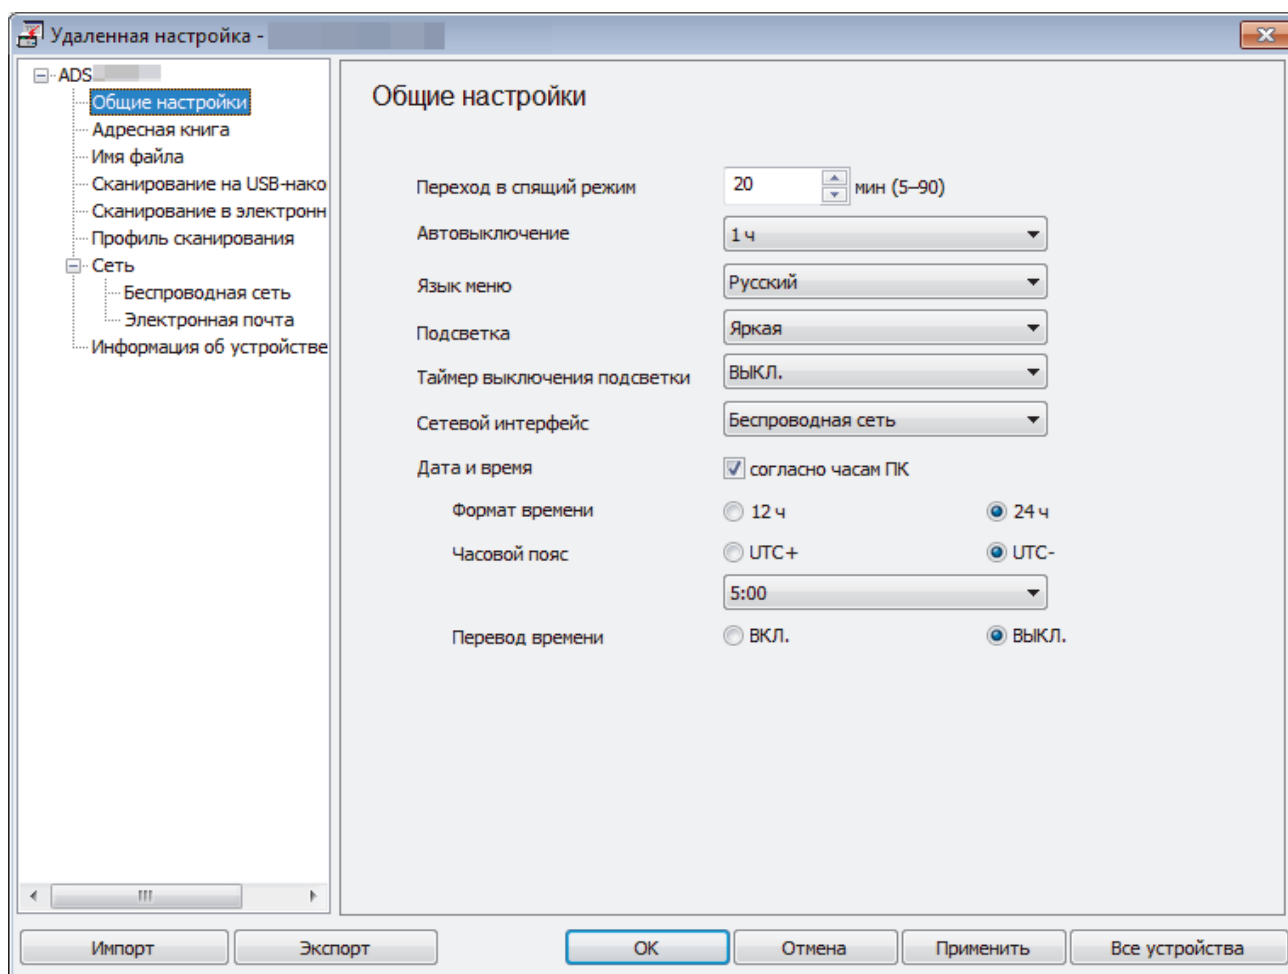 Удаленная настройка -
ADS
Общие настройки
Адресная книга
Имя файла
Сканирование на USB-нако
Сканирование в электронн
Профиль сканирования
Сеть
Беспроводная сеть
Электронная почта
Информация об устройстве
Общие настройки
Переход в спящий режим 20 мин (5–90)
Автовыключение 1 ч
Язык меню Русский
Подсветка Яркая
Таймер выключения подсветки ВЫКЛ.
Сетевой интерфейс Беспроводная сеть
Дата и время согласно часам ПК
Формат времени 12 ч 24 ч
Часовой пояс UTC+ UTC-
5:00
Перевод времени ВКЛ. ВЫКЛ.
Импорт Экспорт OK Отмена Применить Все устройства